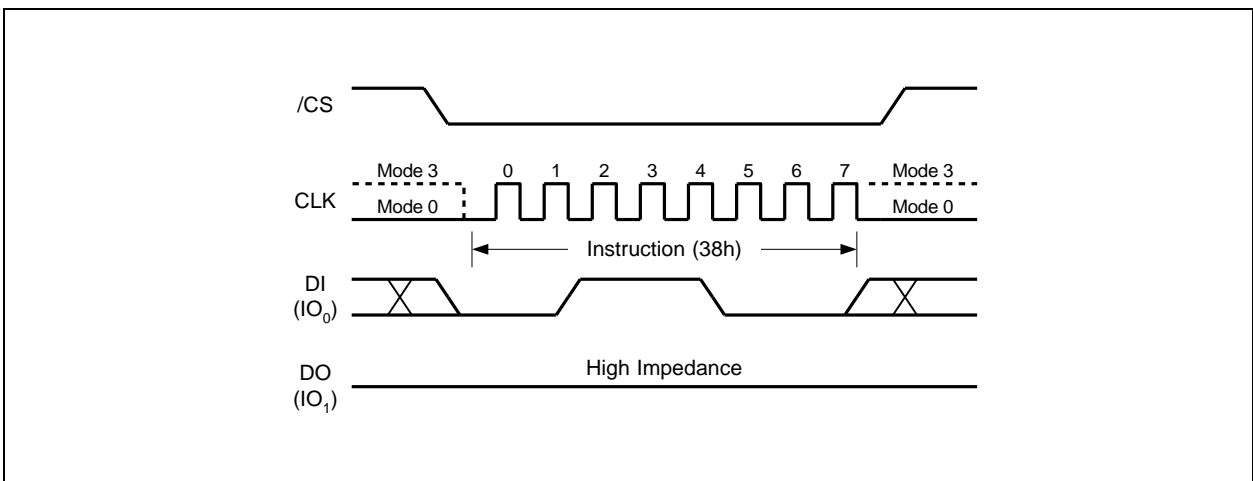 /CS
CLK
Mode 3
Mode 0
0 1 2 3 4 5 6 7
Mode 3
Mode 0
Instruction (38h)
DI
(IO₀)
DO
(IO₁)
High Impedance